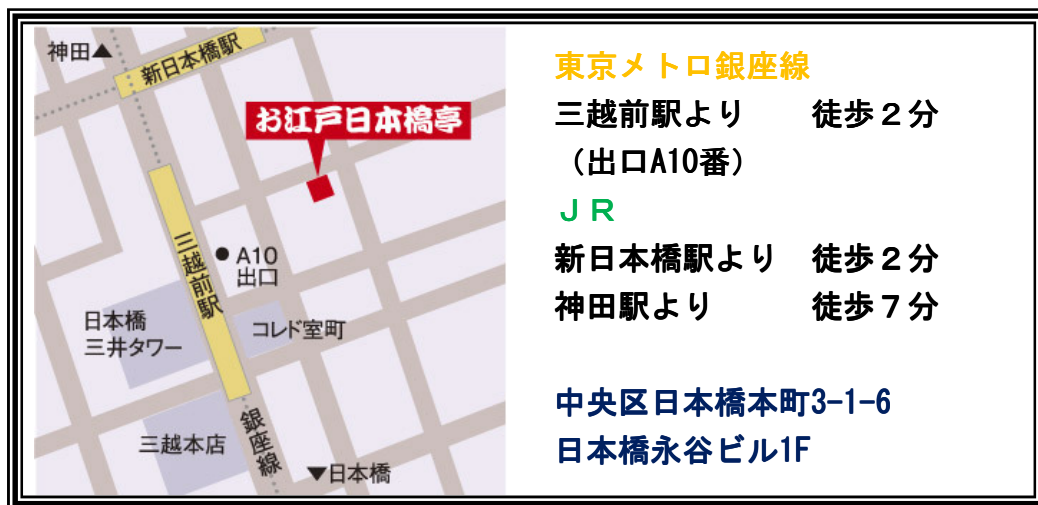 神田▲
新日本橋駅
お江戸日本橋亭
三越前駅
A10
出口
日本橋
三井タワー
コレド室町
三越本店
銀座線
▼日本橋
東京メトロ銀座線
三越前駅より　　徒歩２分
（出口A10番）
ＪＲ
新日本橋駅より　徒歩２分
神田駅より　　　徒歩７分
中央区日本橋本町3-1-6
日本橋永谷ビル1F